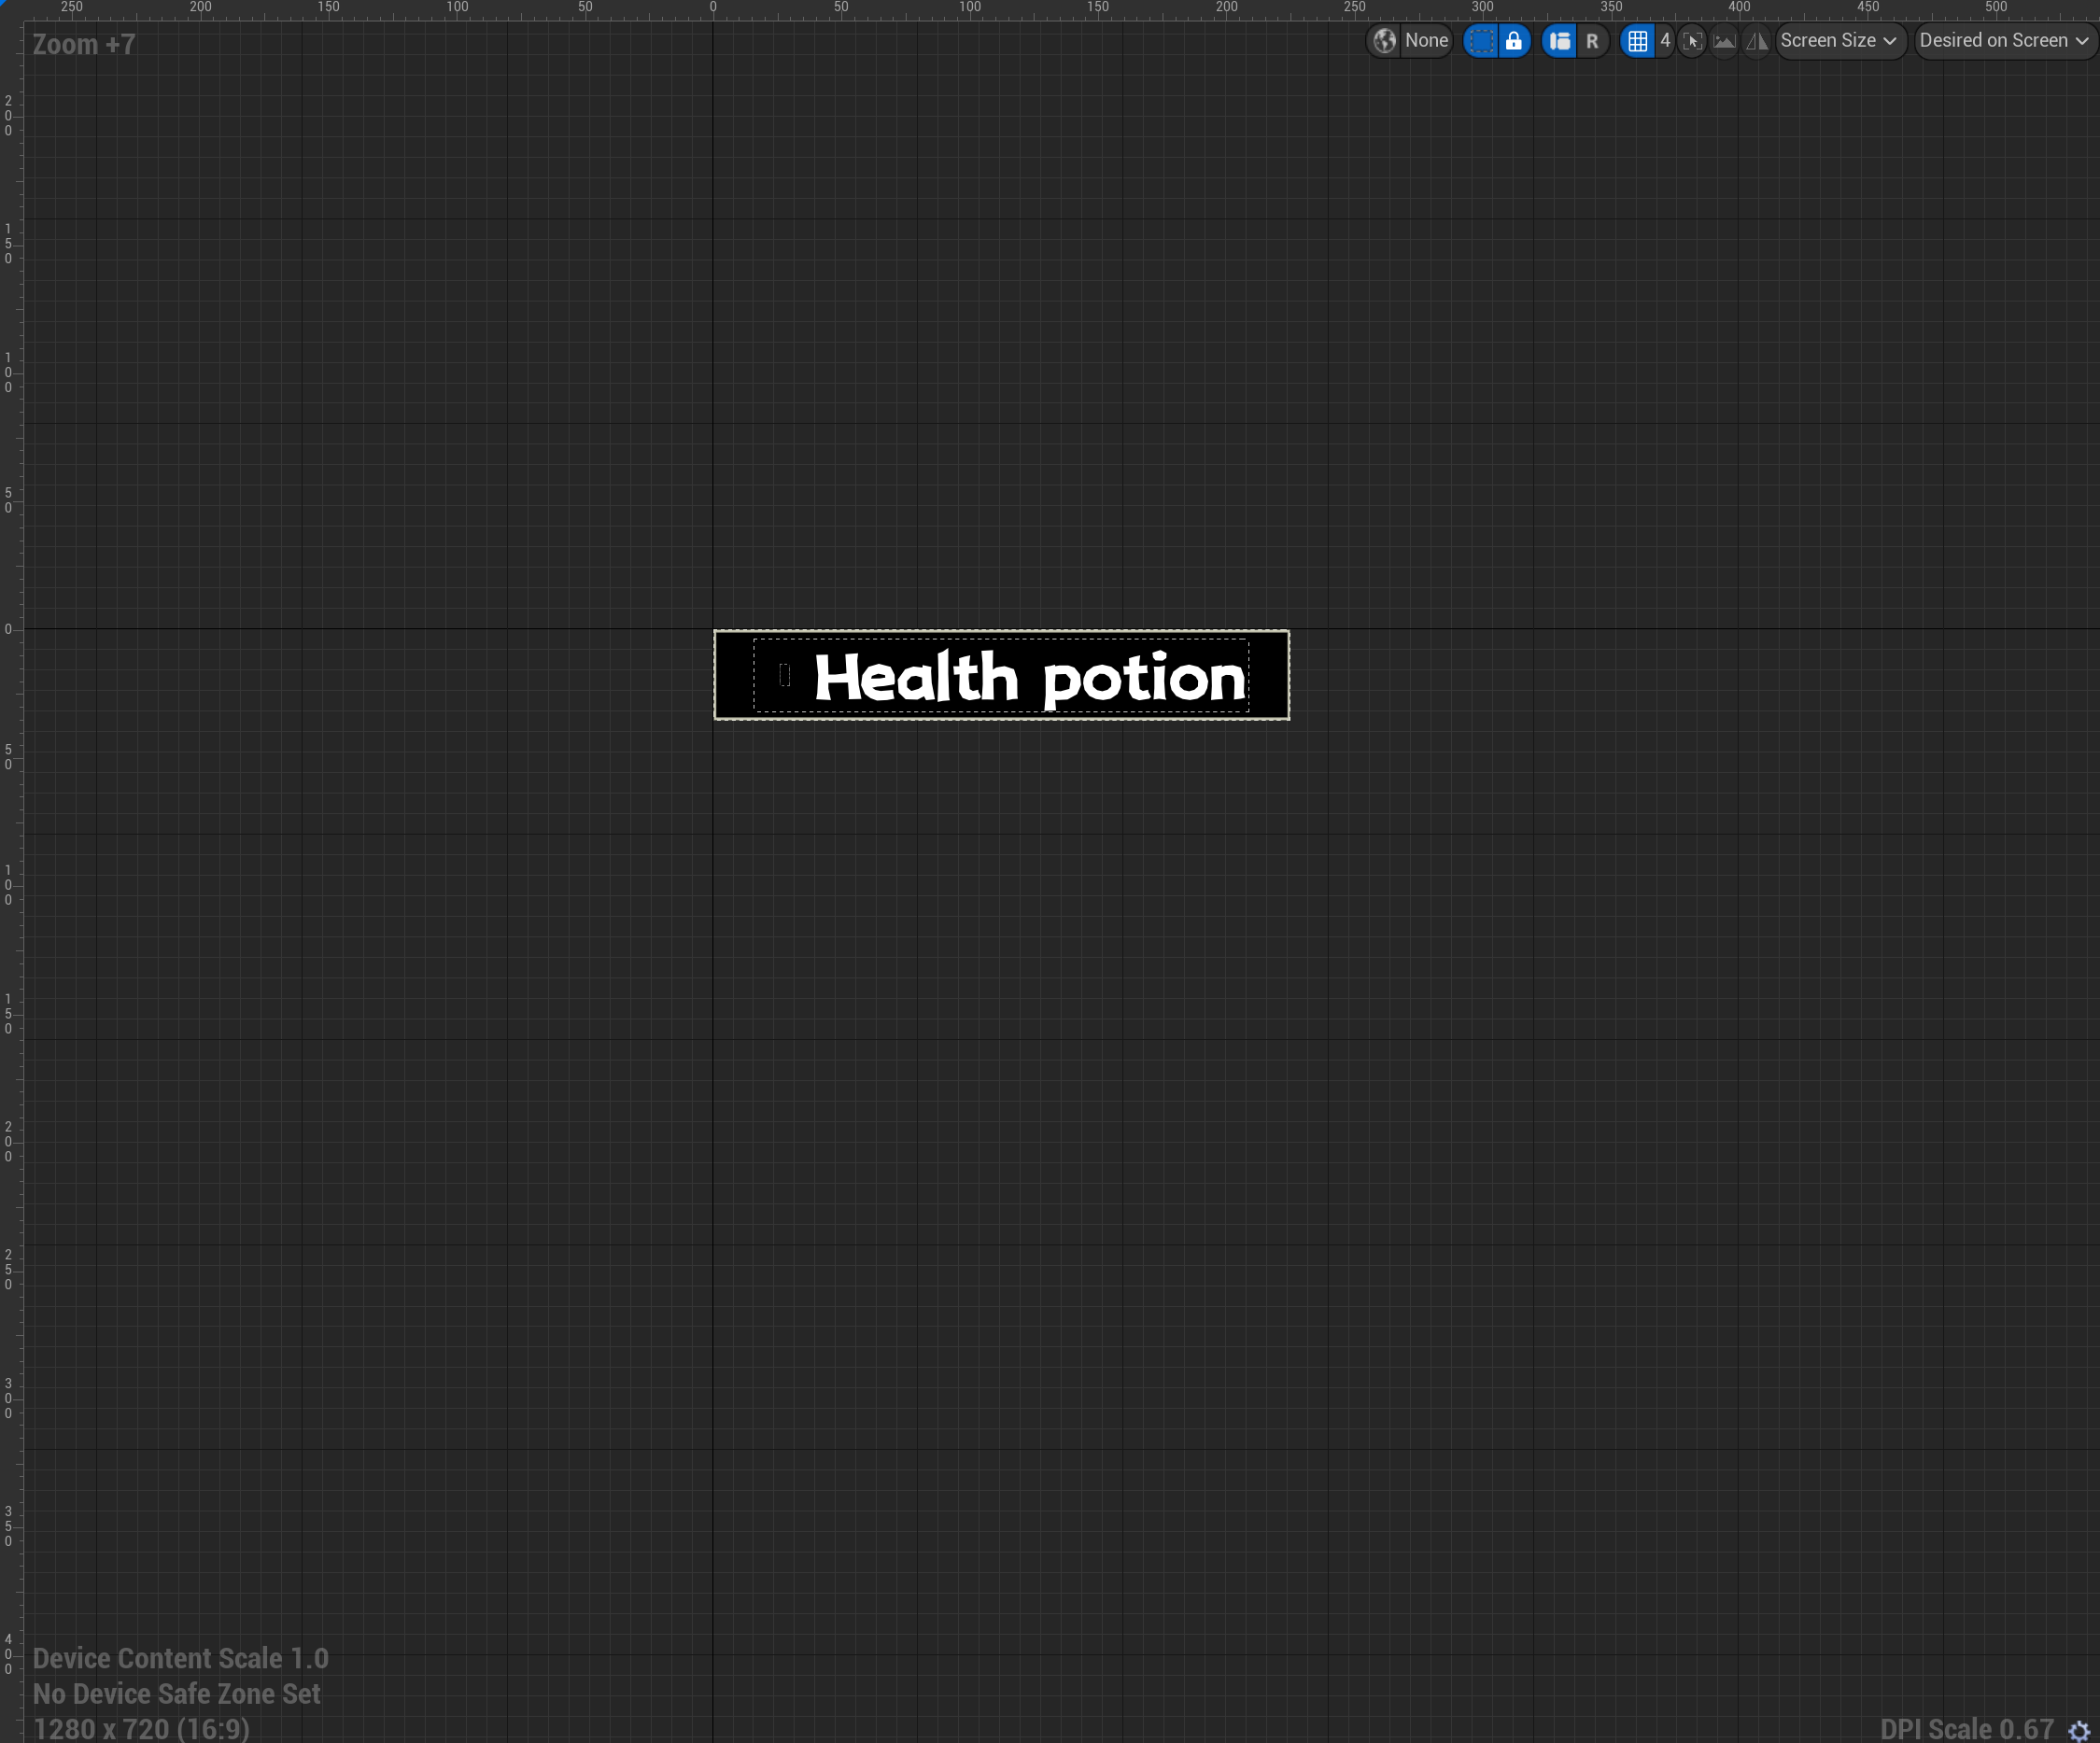 250 200 150 100 50 0 50 100 150 200 250 300 350 400 450 500
Zoom +7
None
R
4
Screen Size
Desired on Screen
200
150
100
50
0
Health potion
50
100
150
200
250
300
350
400
Device Content Scale 1.0
No Device Safe Zone Set
1280 x 720 (16:9)
DPI Scale 0.67